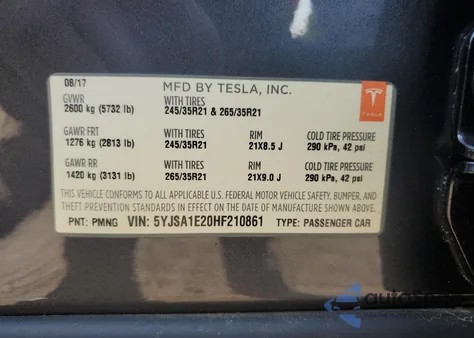 08/17 MFD BY TESLA, INC.
GVWR WITH TIRES
2600 kg (5732 lb) 245/35R21 & 265/35R21
TESLA
GAWR FRT WITH TIRES RIM COLD TIRE PRESSURE
1276 kg (2813 lb) 245/35R21 21X8.5 J 290 kPa, 42 psi
GAWR RR WITH TIRES RIM COLD TIRE PRESSURE
1420 kg (3131 lb) 265/35R21 21X9.0 J 290 kPa, 42 psi
THIS VEHICLE CONFORMS TO ALL APPLICABLE U.S. FEDERAL MOTOR VEHICLE SAFETY, BUMPER, AND
THEFT PREVENTION STANDARDS IN EFFECT ON THE DATE OF MANUFACTURE SHOWN ABOVE.
PNT: PMNG VIN: 5YJSA1E20HF210861 TYPE: PASSENGER CAR